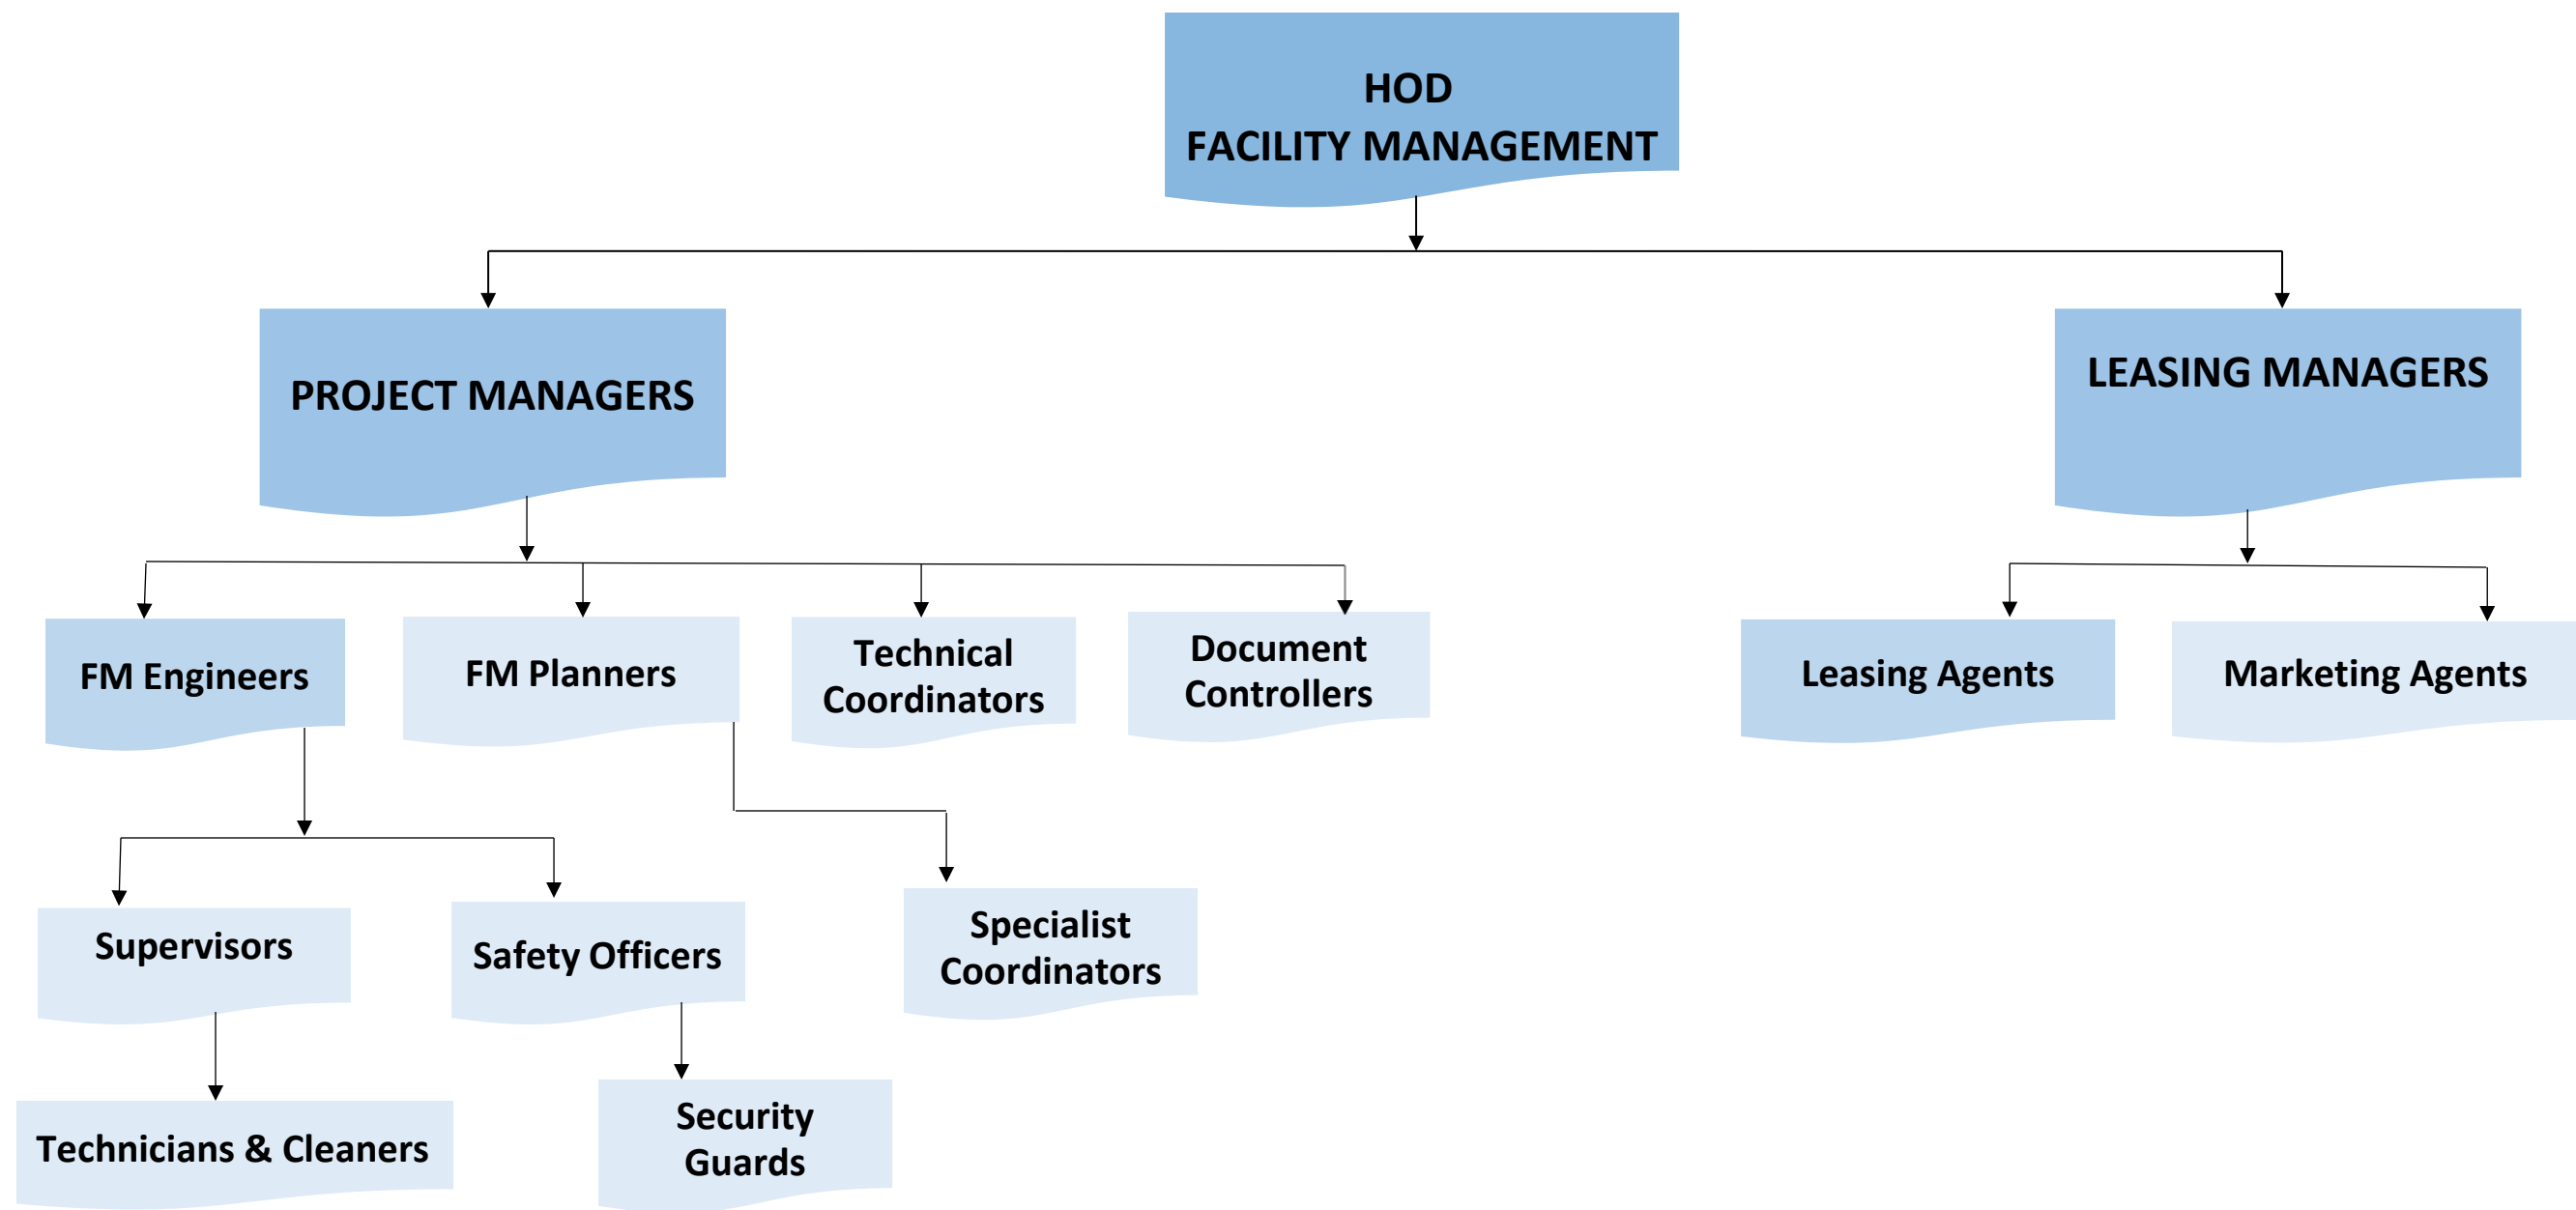 HOD
FACILITY MANAGEMENT
PROJECT MANAGERS
LEASING MANAGERS
FM Engineers
FM Planners
Technical
Coordinators
Document
Controllers
Leasing Agents
Marketing Agents
Supervisors
Safety Officers
Specialist
Coordinators
Technicians & Cleaners
Security
Guards